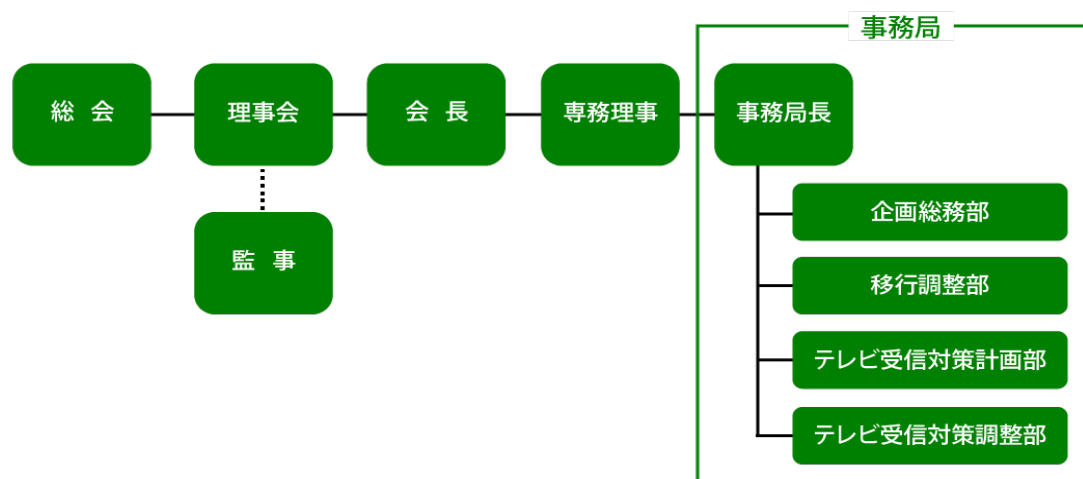 事務局
総 会
理事会
会 長
専務理事
事務局長
監 事
企画総務部
移行調整部
テレビ受信対策計画部
テレビ受信対策調整部